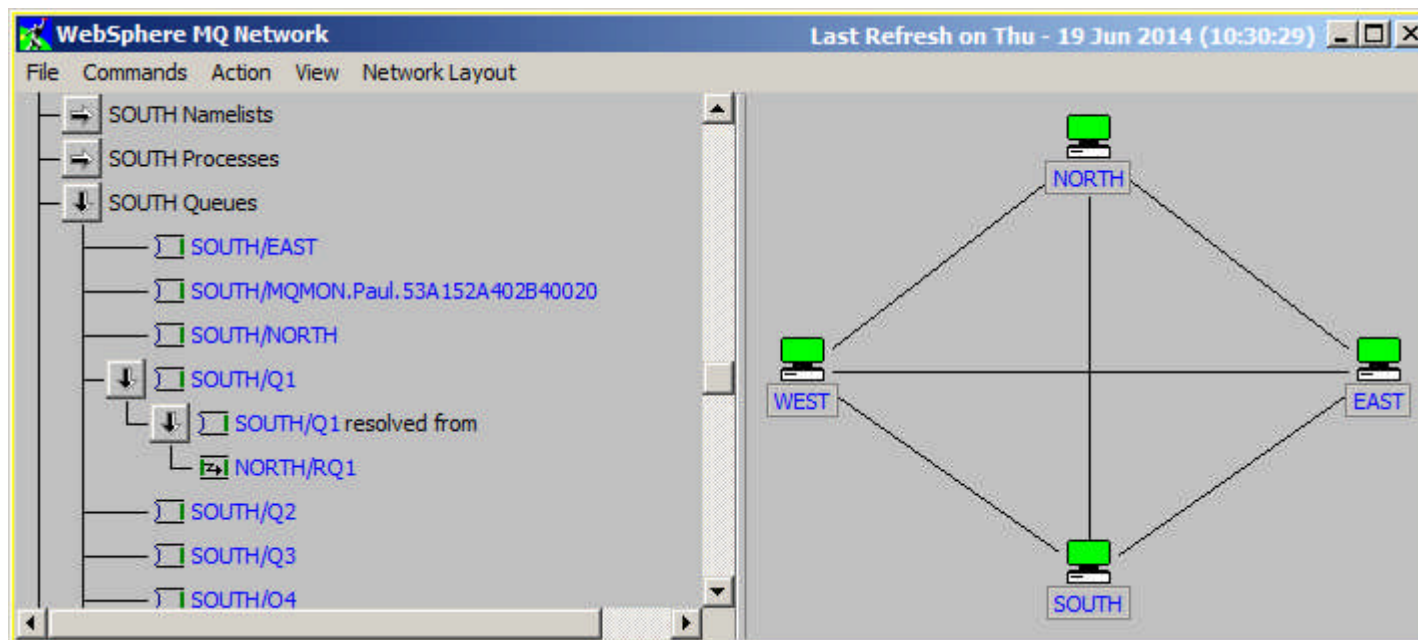 WebSphere MQ Network Last Refresh on Thu - 19 Jun 2014 (10:30:29)
File Commands Action View Network Layout
SOUTH Namelists
SOUTH Processes
SOUTH Queues
SOUTH/EAST
SOUTH/MQMON.Paul.53A152A402B40020
SOUTH/NORTH
SOUTH/Q1
SOUTH/Q1 resolved from
NORTH/RQ1
SOUTH/Q2
SOUTH/Q3
SOUTH/Q4
NORTH
WEST
EAST
SOUTH